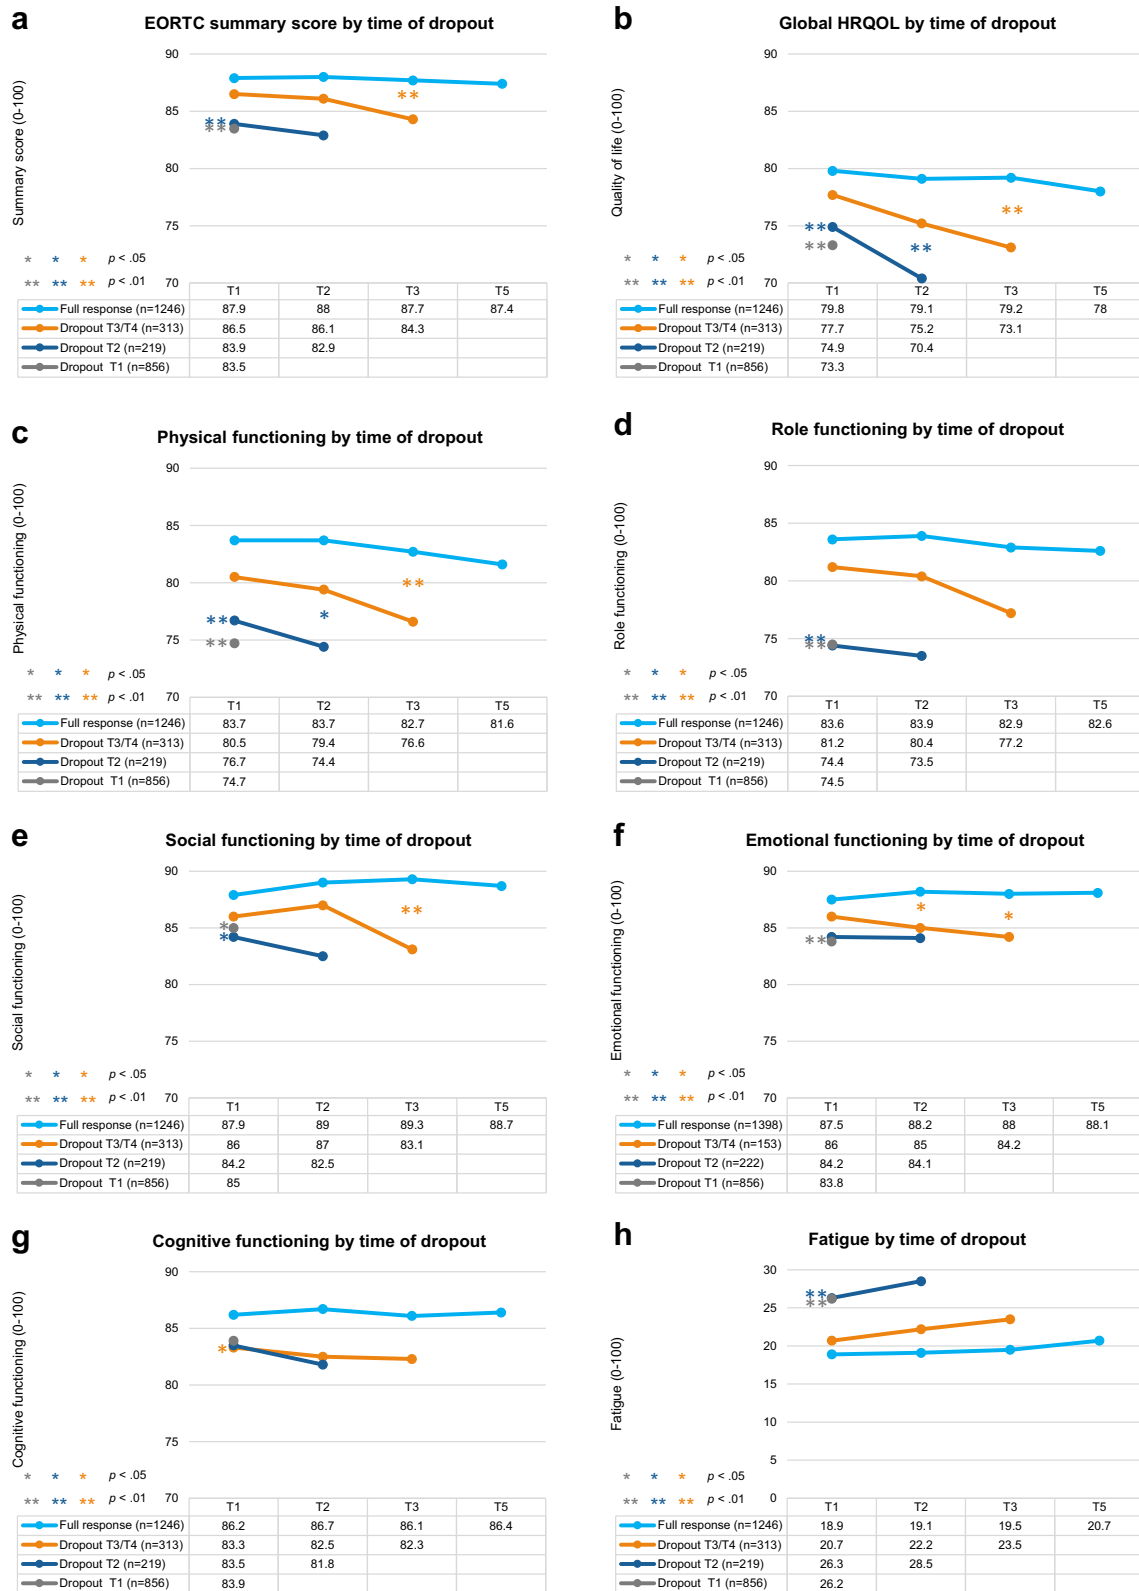 a
EORTC summary score by time of dropout
Summary score (0-100)
90
85
80
75
70
**
**
**
* * * p < .05
** ** ** p < .01
T1 T2 T3 T5
Full response (n=1246) 87.9 88 87.7 87.4
Dropout T3/T4 (n=313) 86.5 86.1 84.3
Dropout T2 (n=219) 83.9 82.9
Dropout T1 (n=856) 83.5
b
Global HRQOL by time of dropout
Quality of life (0-100)
90
85
80
75
70
**
**
**
**
* * * p < .05
** ** ** p < .01
T1 T2 T3 T5
Full response (n=1246) 79.8 79.1 79.2 78
Dropout T3/T4 (n=313) 77.7 75.2 73.1
Dropout T2 (n=219) 74.9 70.4
Dropout T1 (n=856) 73.3
c
Physical functioning by time of dropout
Physical functioning (0-100)
90
85
80
75
70
**
**
*
**
* * * p < .05
** ** ** p < .01
T1 T2 T3 T5
Full response (n=1246) 83.7 83.7 82.7 81.6
Dropout T3/T4 (n=313) 80.5 79.4 76.6
Dropout T2 (n=219) 76.7 74.4
Dropout T1 (n=856) 74.7
d
Role functioning by time of dropout
Role functioning (0-100)
90
85
80
75
70
**
**
* * * p < .05
** ** ** p < .01
T1 T2 T3 T5
Full response (n=1246) 83.6 83.9 82.9 82.6
Dropout T3/T4 (n=313) 81.2 80.4 77.2
Dropout T2 (n=219) 74.4 73.5
Dropout T1 (n=856) 74.5
e
Social functioning by time of dropout
Social functioning (0-100)
90
85
80
75
70
**
*
*
* * * p < .05
** ** ** p < .01
T1 T2 T3 T5
Full response (n=1246) 87.9 89 89.3 88.7
Dropout T3/T4 (n=313) 86 87 83.1
Dropout T2 (n=219) 84.2 82.5
Dropout T1 (n=856) 85
f
Emotional functioning by time of dropout
Emotional functioning (0-100)
90
85
80
75
70
*
*
**
* * * p < .05
** ** ** p < .01
T1 T2 T3 T5
Full response (n=1398) 87.5 88.2 88 88.1
Dropout T3/T4 (n=153) 86 85 84.2
Dropout T2 (n=222) 84.2 84.1
Dropout T1 (n=856) 83.8
g
Cognitive functioning by time of dropout
Cognitive functioning (0-100)
90
85
80
75
70
*
* * * p < .05
** ** ** p < .01
T1 T2 T3 T5
Full response (n=1246) 86.2 86.7 86.1 86.4
Dropout T3/T4 (n=313) 83.3 82.5 82.3
Dropout T2 (n=219) 83.5 81.8
Dropout T1 (n=856) 83.9
h
Fatigue by time of dropout
Fatigue (0-100)
30
25
20
15
10
5
0
**
**
* * * p < .05
** ** ** p < .01
T1 T2 T3 T5
Full response (n=1246) 18.9 19.1 19.5 20.7
Dropout T3/T4 (n=313) 20.7 22.2 23.5
Dropout T2 (n=219) 26.3 28.5
Dropout T1 (n=856) 26.2